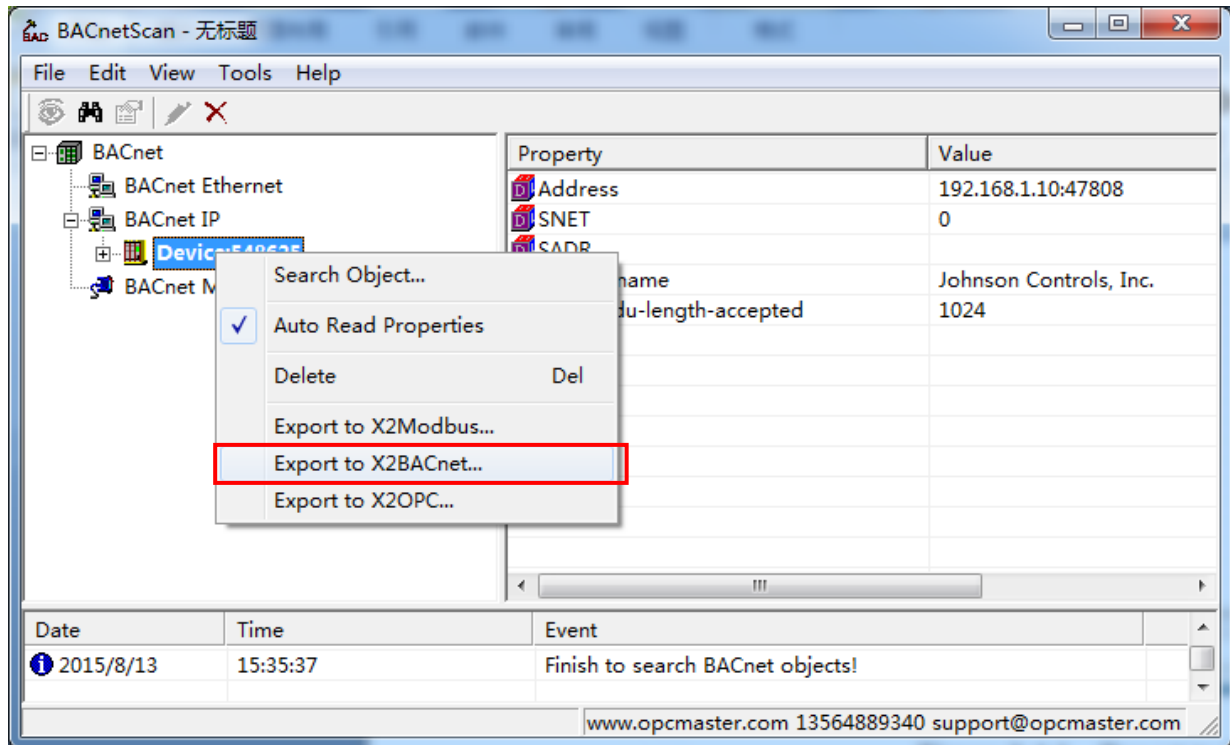 BACnetScan - 无标题
File Edit View Tools Help
BACnet
BACnet Ethernet
BACnet IP
Device:548625
BACnet M
Property Value
Address 192.168.1.10:47808
SNET 0
SADR
name Johnson Controls, Inc.
du-length-accepted 1024
Search Object...
Auto Read Properties
Delete Del
Export to X2Modbus...
Export to X2BACnet...
Export to X2OPC...
Date Time Event
2015/8/13 15:35:37 Finish to search BACnet objects!
www.opcmaster.com 13564889340 support@opcmaster.com